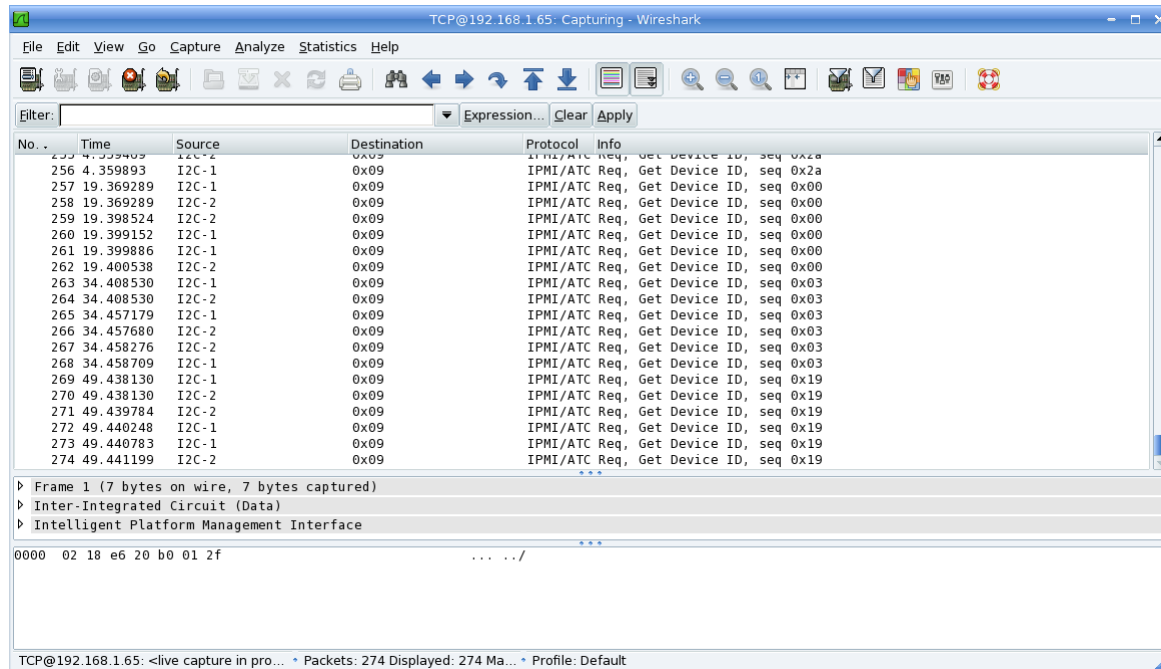 TCP@192.168.1.65: Capturing - Wireshark
File Edit View Go Capture Analyze Statistics Help
Filter: Expression... Clear Apply
No. . Time Source Destination Protocol Info
255 4.359469 I2C-2 0x09 IPMI/ATC Req, Get Device ID, seq 0x2a
256 4.359893 I2C-1 0x09 IPMI/ATC Req, Get Device ID, seq 0x2a
257 19.369289 I2C-1 0x09 IPMI/ATC Req, Get Device ID, seq 0x00
258 19.369289 I2C-2 0x09 IPMI/ATC Req, Get Device ID, seq 0x00
259 19.398524 I2C-2 0x09 IPMI/ATC Req, Get Device ID, seq 0x00
260 19.399152 I2C-1 0x09 IPMI/ATC Req, Get Device ID, seq 0x00
261 19.399886 I2C-1 0x09 IPMI/ATC Req, Get Device ID, seq 0x00
262 19.400538 I2C-2 0x09 IPMI/ATC Req, Get Device ID, seq 0x00
263 34.408530 I2C-1 0x09 IPMI/ATC Req, Get Device ID, seq 0x03
264 34.408530 I2C-2 0x09 IPMI/ATC Req, Get Device ID, seq 0x03
265 34.457179 I2C-1 0x09 IPMI/ATC Req, Get Device ID, seq 0x03
266 34.457680 I2C-2 0x09 IPMI/ATC Req, Get Device ID, seq 0x03
267 34.458276 I2C-2 0x09 IPMI/ATC Req, Get Device ID, seq 0x03
268 34.458709 I2C-1 0x09 IPMI/ATC Req, Get Device ID, seq 0x03
269 49.438130 I2C-1 0x09 IPMI/ATC Req, Get Device ID, seq 0x19
270 49.438130 I2C-2 0x09 IPMI/ATC Req, Get Device ID, seq 0x19
271 49.439784 I2C-2 0x09 IPMI/ATC Req, Get Device ID, seq 0x19
272 49.440248 I2C-1 0x09 IPMI/ATC Req, Get Device ID, seq 0x19
273 49.440783 I2C-1 0x09 IPMI/ATC Req, Get Device ID, seq 0x19
274 49.441199 I2C-2 0x09 IPMI/ATC Req, Get Device ID, seq 0x19
Frame 1 (7 bytes on wire, 7 bytes captured)
Inter-Integrated Circuit (Data)
Intelligent Platform Management Interface
0000 02 18 e6 20 b0 01 2f ... ../
TCP@192.168.1.65: <live capture in pro... Packets: 274 Displayed: 274 Ma... Profile: Default